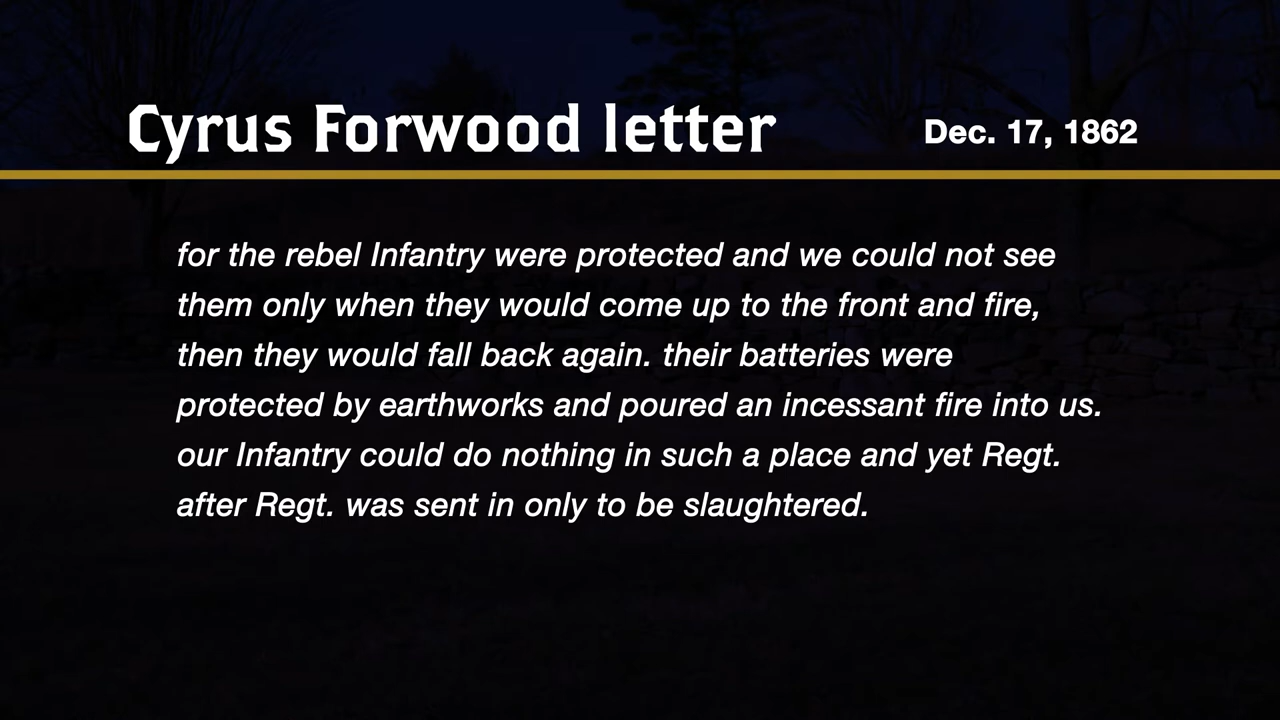 Cyrus Forwood letter
Dec. 17, 1862
for the rebel Infantry were protected and we could not see
them only when they would come up to the front and fire,
then they would fall back again. their batteries were
protected by earthworks and poured an incessant fire into us.
our Infantry could do nothing in such a place and yet Regt.
after Regt. was sent in only to be slaughtered.